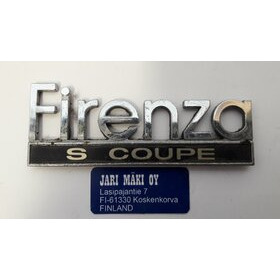 Firenza
S COUPE
JARI MÄKI OY
Lasipajantie 7
FI-61330 Koskenkorva
FINLAND